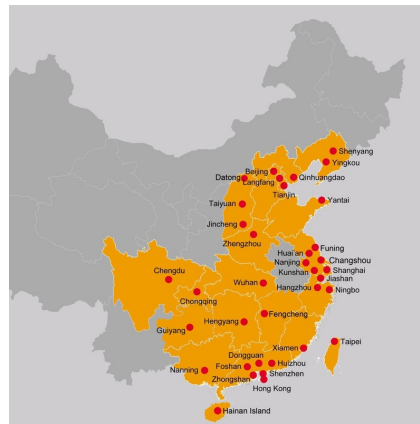 Shenyang
Yingkou
Beijing
Datong
Langfang
Qinhuangdao
Tianjin
Yantai
Taiyuan
Jincheng
Zhengzhou
Funing
Huai'an
Changshou
Nanjing
Kunshan
Shanghai
Jiashan
Chengdu
Wuhan
Hangzhou
Ningbo
Chongqing
Fengcheng
Hengyang
Guiyang
Taipei
Xiamen
Dongguan
Foshan
Huizhou
Nanning
Shenzhen
Zhongshan
Hong Kong
Hainan Island